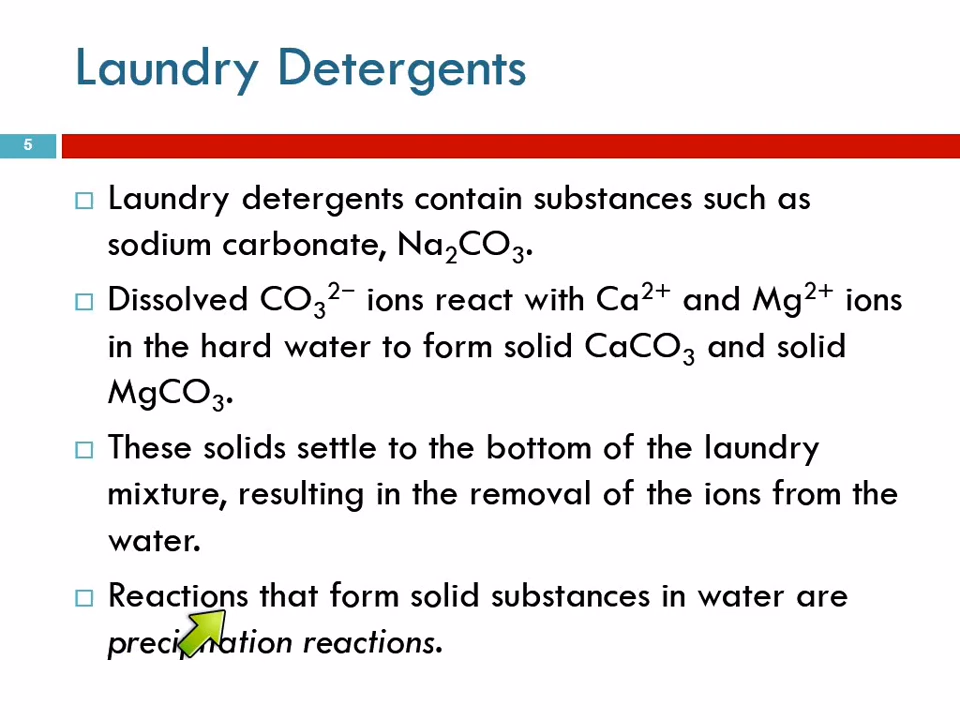 Laundry Detergents
5
Laundry detergents contain substances such as
sodium carbonate, Na₂CO₃.
Dissolved CO₃²⁻ ions react with Ca²⁺ and Mg²⁺ ions
in the hard water to form solid CaCO₃ and solid
MgCO₃.
These solids settle to the bottom of the laundry
mixture, resulting in the removal of the ions from the
water.
Reactions that form solid substances in water are
precipitation reactions.